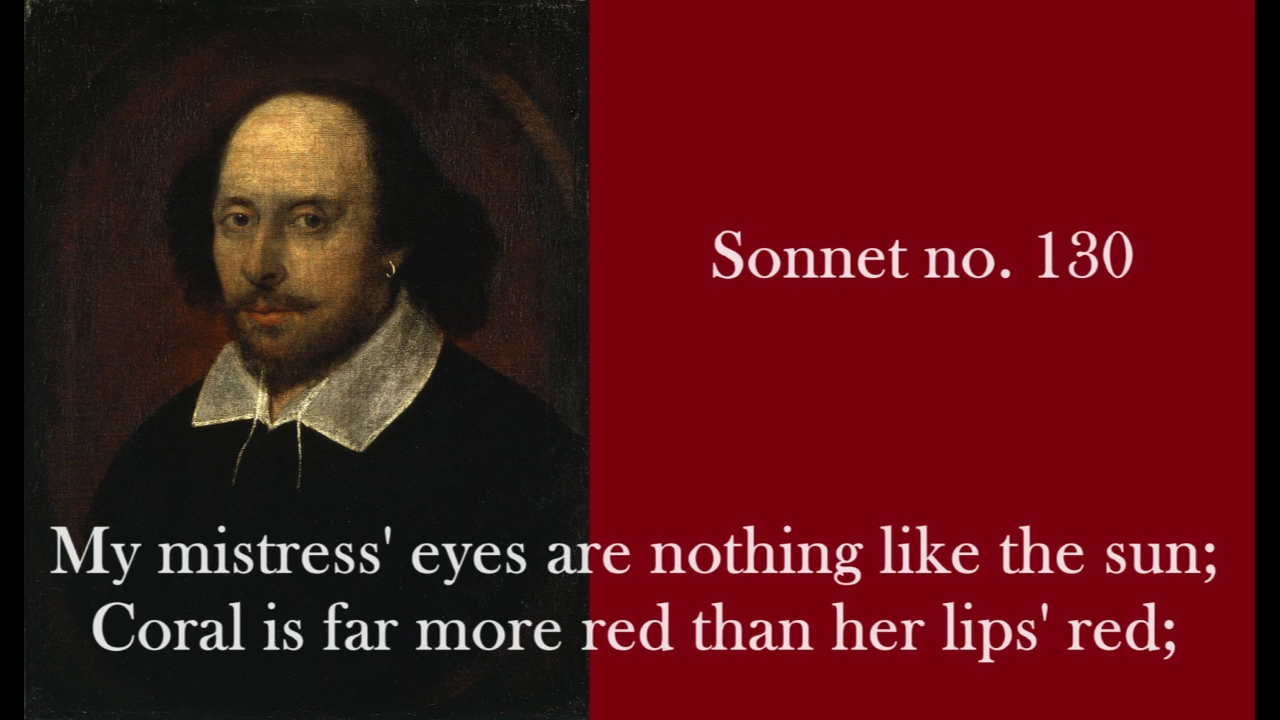 Sonnet no. 130
My mistress' eyes are nothing like the sun;
Coral is far more red than her lips' red;